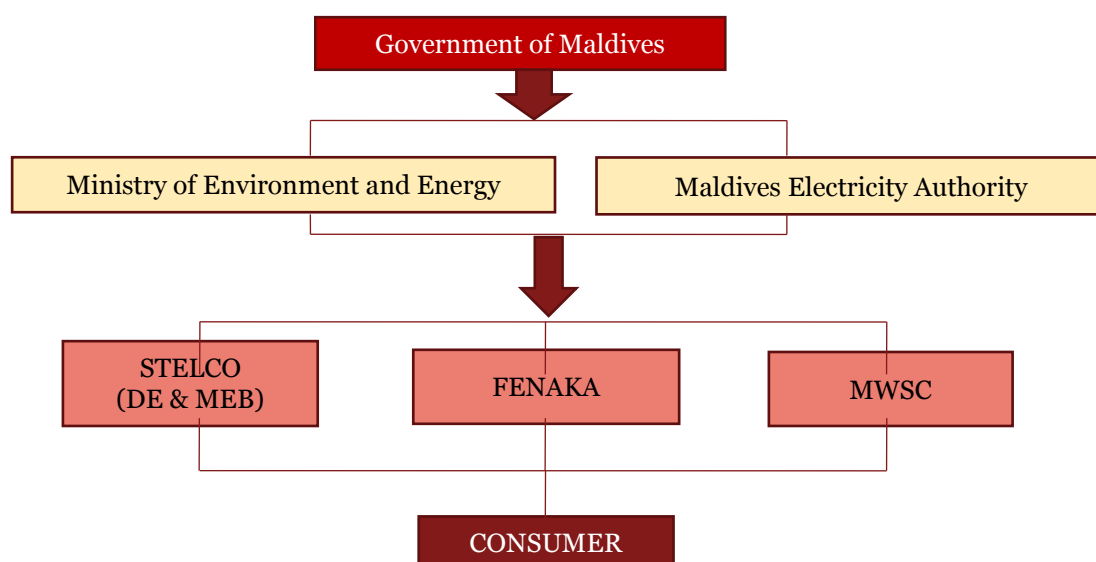 Government of Maldives
Ministry of Environment and Energy
Maldives Electricity Authority
STELCO
(DE & MEB)
FENAKA
MWSC
CONSUMER